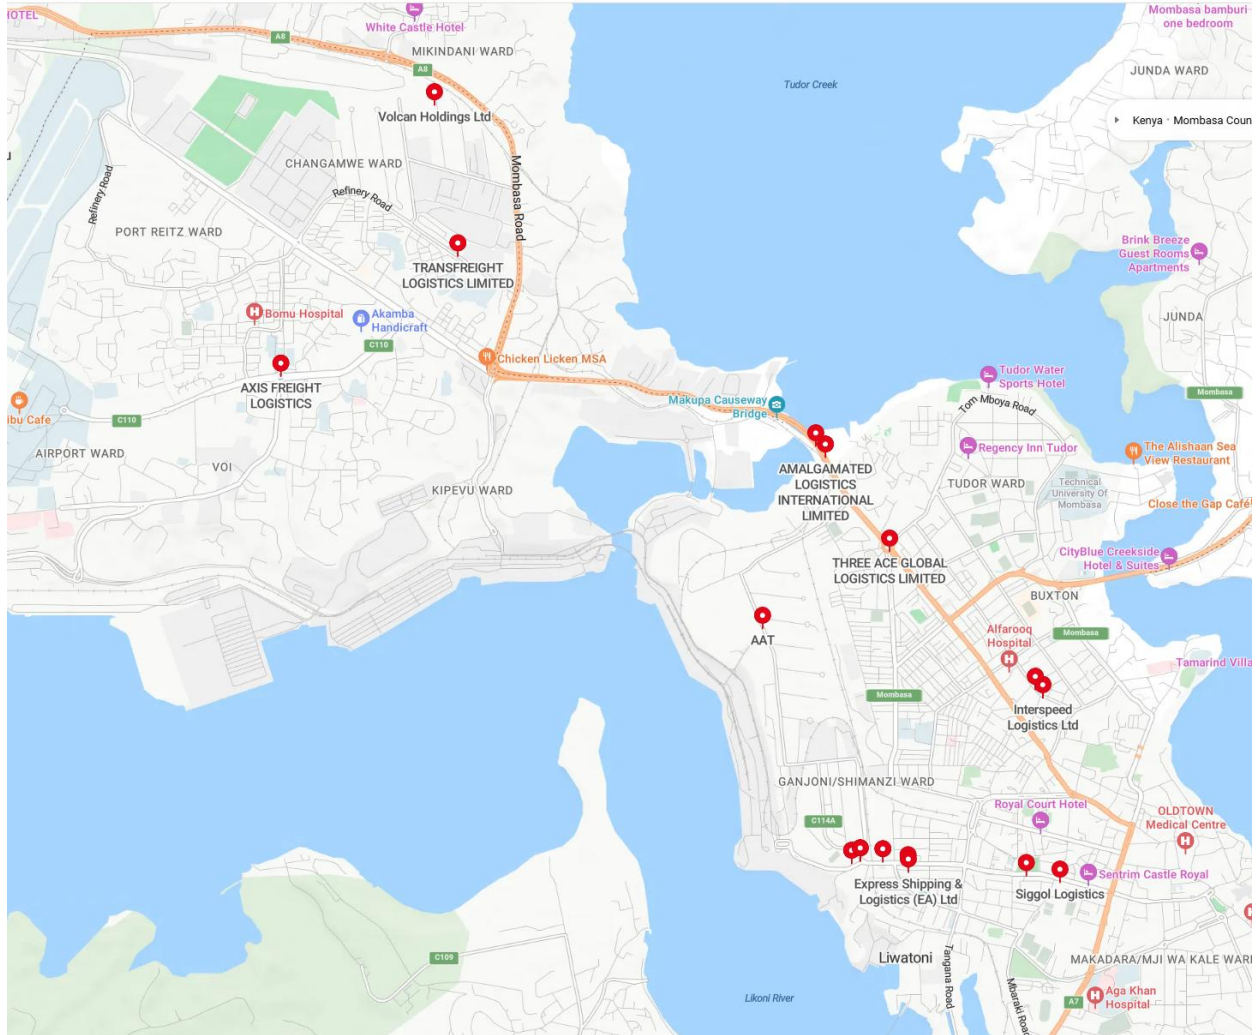 HOTEL
White Castle Hotel
Mombasa bamburi
one bedroom
A8
MIKINDANI WARD
A8
JUNDA WARD
Tudor Creek
Volcan Holdings Ltd
Kenya · Mombasa Coun
CHANGAMWE WARD
Mombasa Road
Refinery Road
Refinery Road
PORT REITZ WARD
Brink Breeze
Guest Rooms
Apartments
TRANSFREIGHT
LOGISTICS LIMITED
Bomu Hospital
Akamba
Handicraft
JUNDA
C110
Chicken Licken MSA
AXIS FREIGHT
LOGISTICS
Tudor Water
Sports Hotel
Mombasa
Makupa Causeway
Bridge
Tom Mboya Road
ibu Cafe
C110
AIRPORT WARD
VOI
Regency Inn Tudor
The Alishaan Sea
View Restaurant
AMALGAMATED
LOGISTICS
INTERNATIONAL
LIMITED
KIPEVU WARD
TUDOR WARD
Technical
University Of
Mombasa
Close the Gap Café
THREE ACE GLOBAL
LOGISTICS LIMITED
CityBlue Creekside
Hotel & Suites
BUXTON
AAT
Alfarooq
Hospital
Mombasa
Tamarind Villa
Mombasa
Interspeed
Logistics Ltd
GANJONI/SHIMANZI WARD
Royal Court Hotel
OLDTOWN
Medical Centre
C114A
Express Shipping &
Logistics (EA) Ltd
Siggol Logistics
Sentrim Castle Royal
C109
Liwatoni
Tangana Road
Mbaraki Road
MAKADARA/MJI WA KALE WARD
Likoni River
A7
Aga Khan
Hospital